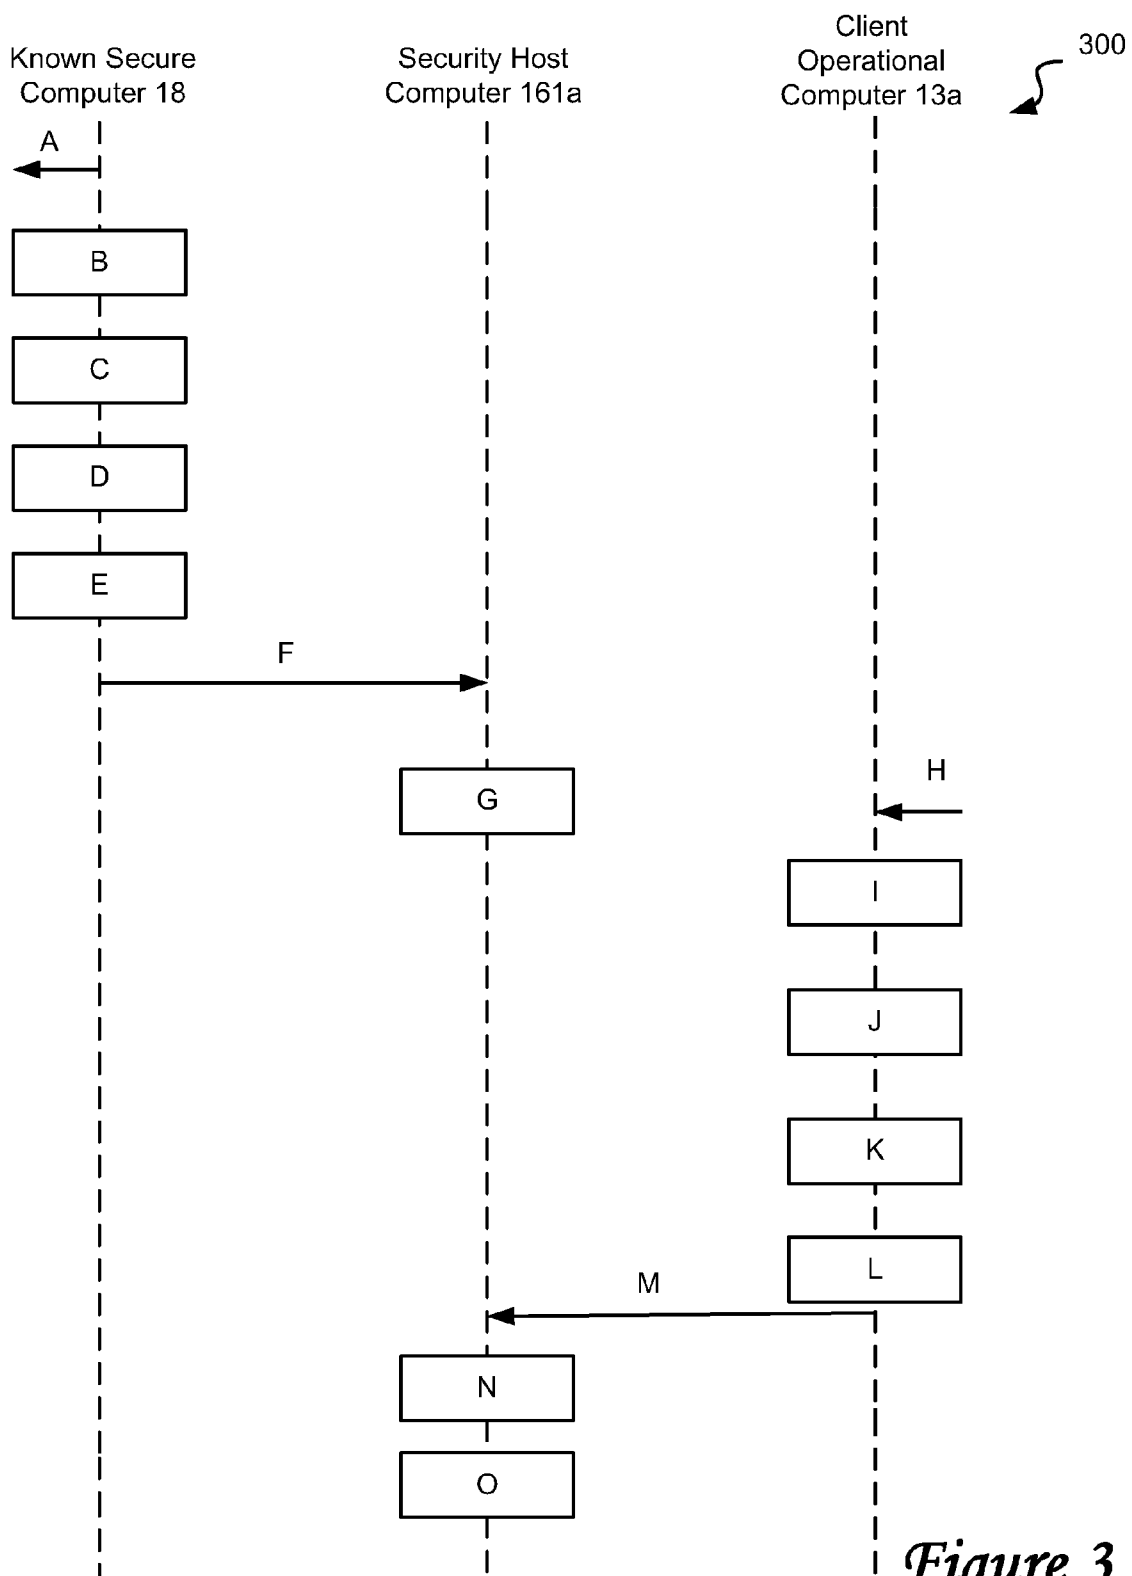 Known Secure
Computer 18
Security Host
Computer 161a
Client
Operational
Computer 13a
300
A
B
C
D
E
F
G
H
I
J
K
L
M
N
O
Figure 3